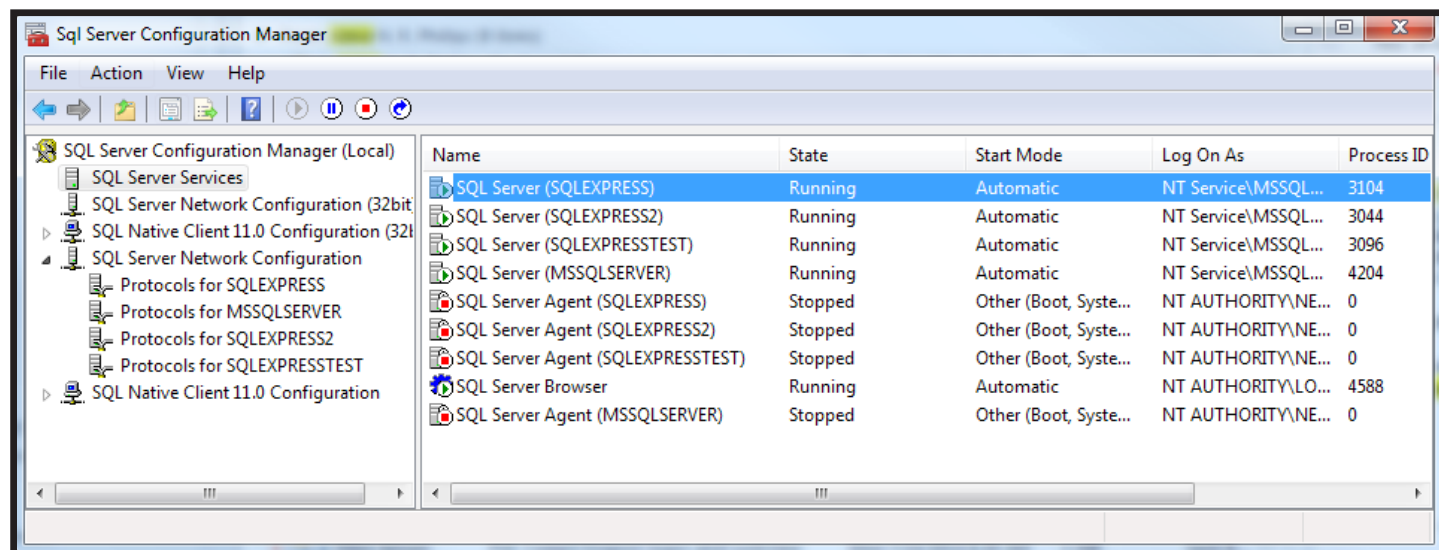 Sql Server Configuration Manager
File Action View Help
SQL Server Configuration Manager (Local)
SQL Server Services
SQL Server Network Configuration (32bit
SQL Native Client 11.0 Configuration (32
SQL Server Network Configuration
Protocols for SQLEXPRESS
Protocols for MSSQLSERVER
Protocols for SQLEXPRESS2
Protocols for SQLEXPRESSTEST
SQL Native Client 11.0 Configuration
Name State Start Mode Log On As Process ID
SQL Server (SQLEXPRESS) Running Automatic NT Service\MSSQL... 3104
SQL Server (SQLEXPRESS2) Running Automatic NT Service\MSSQL... 3044
SQL Server (SQLEXPRESSTEST) Running Automatic NT Service\MSSQL... 3096
SQL Server (MSSQLSERVER) Running Automatic NT Service\MSSQL... 4204
SQL Server Agent (SQLEXPRESS) Stopped Other (Boot, Syste... NT AUTHORITY\NE... 0
SQL Server Agent (SQLEXPRESS2) Stopped Other (Boot, Syste... NT AUTHORITY\NE... 0
SQL Server Agent (SQLEXPRESSTEST) Stopped Other (Boot, Syste... NT AUTHORITY\NE... 0
SQL Server Browser Running Automatic NT AUTHORITY\LO... 4588
SQL Server Agent (MSSQLSERVER) Stopped Other (Boot, Syste... NT AUTHORITY\NE... 0